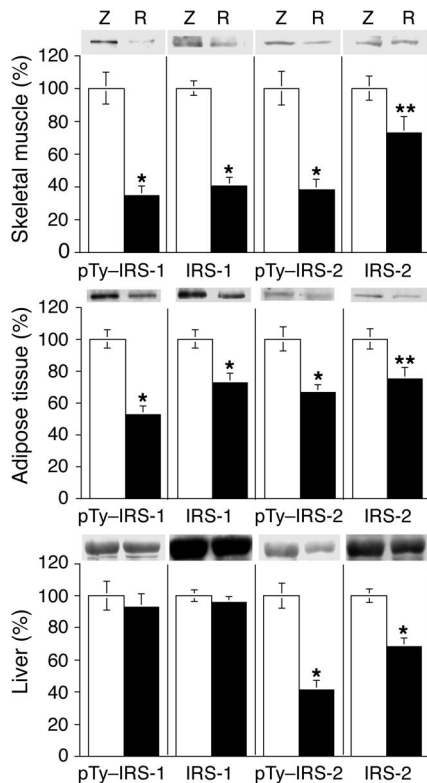 Z R Z R Z R Z R
Skeletal muscle (%)
120
100
80
60
40
20
0
* * * **
pTy–IRS-1 IRS-1 pTy–IRS-2 IRS-2
Adipose tissue (%)
120
100
80
60
40
20
0
* * * **
pTy–IRS-1 IRS-1 pTy–IRS-2 IRS-2
Liver (%)
120
100
80
60
40
20
0
* *
pTy–IRS-1 IRS-1 pTy–IRS-2 IRS-2